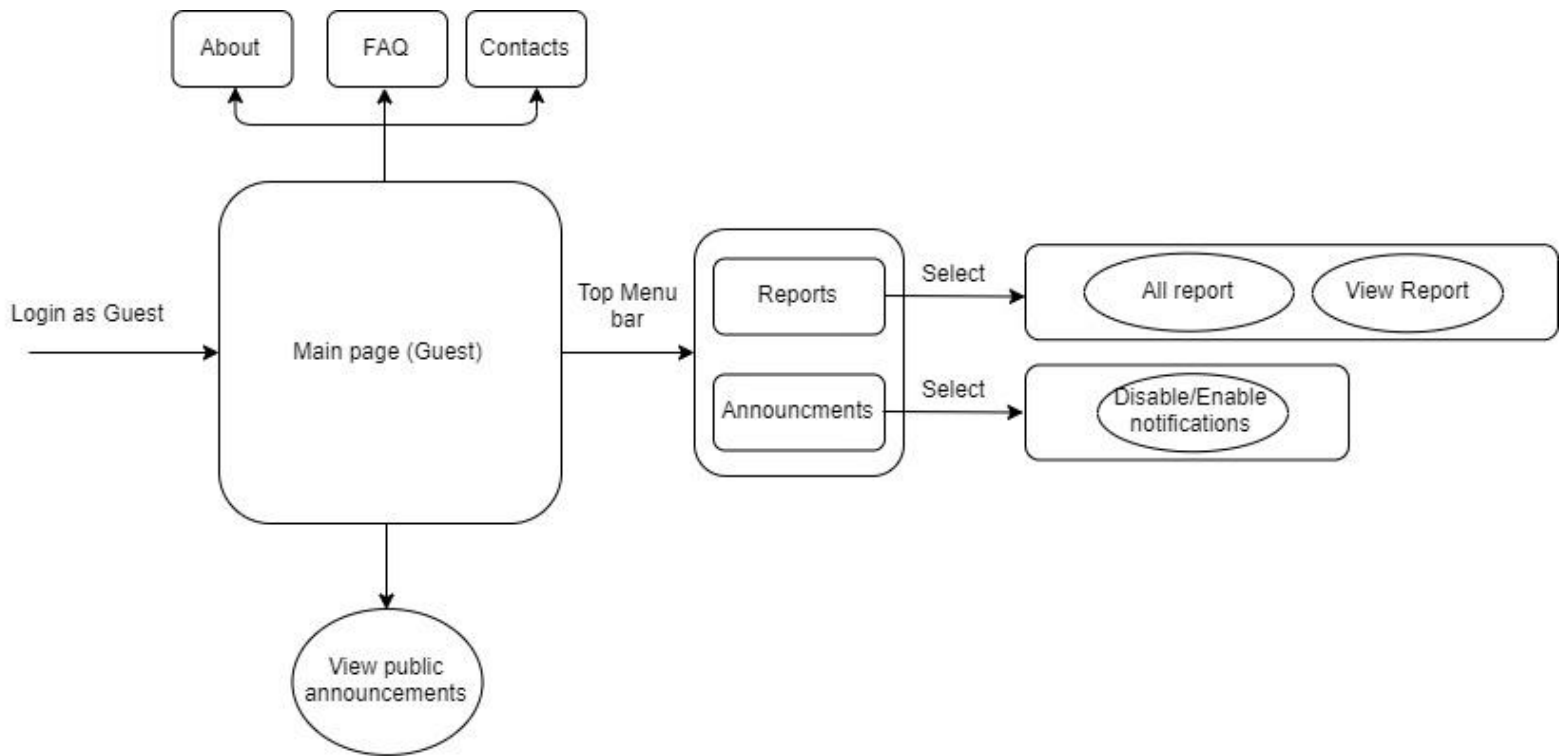 About
FAQ
Contacts
Login as Guest
Main page (Guest)
Top Menu
bar
Reports
Select
All report
View Report
Announcments
Select
Disable/Enable
notifications
View public
announcements